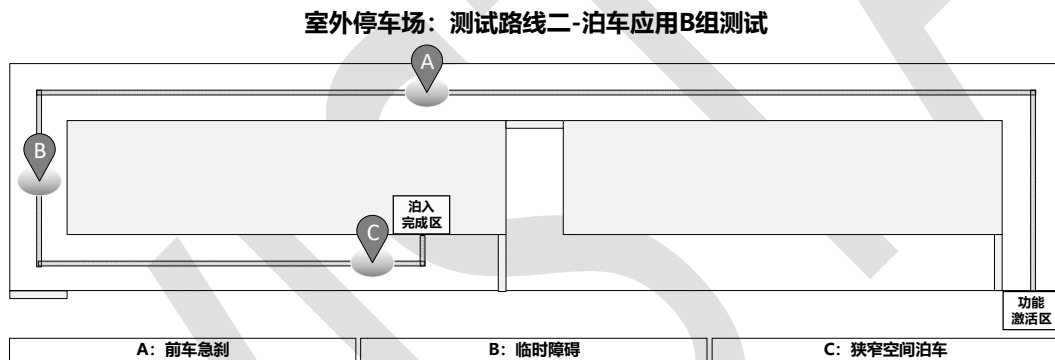 室外停车场：测试路线二-泊车应用B组测试
A
B
泊入
完成区
C
功能
激活区
A：前车急刹
B：临时障碍
C：狭窄空间泊车